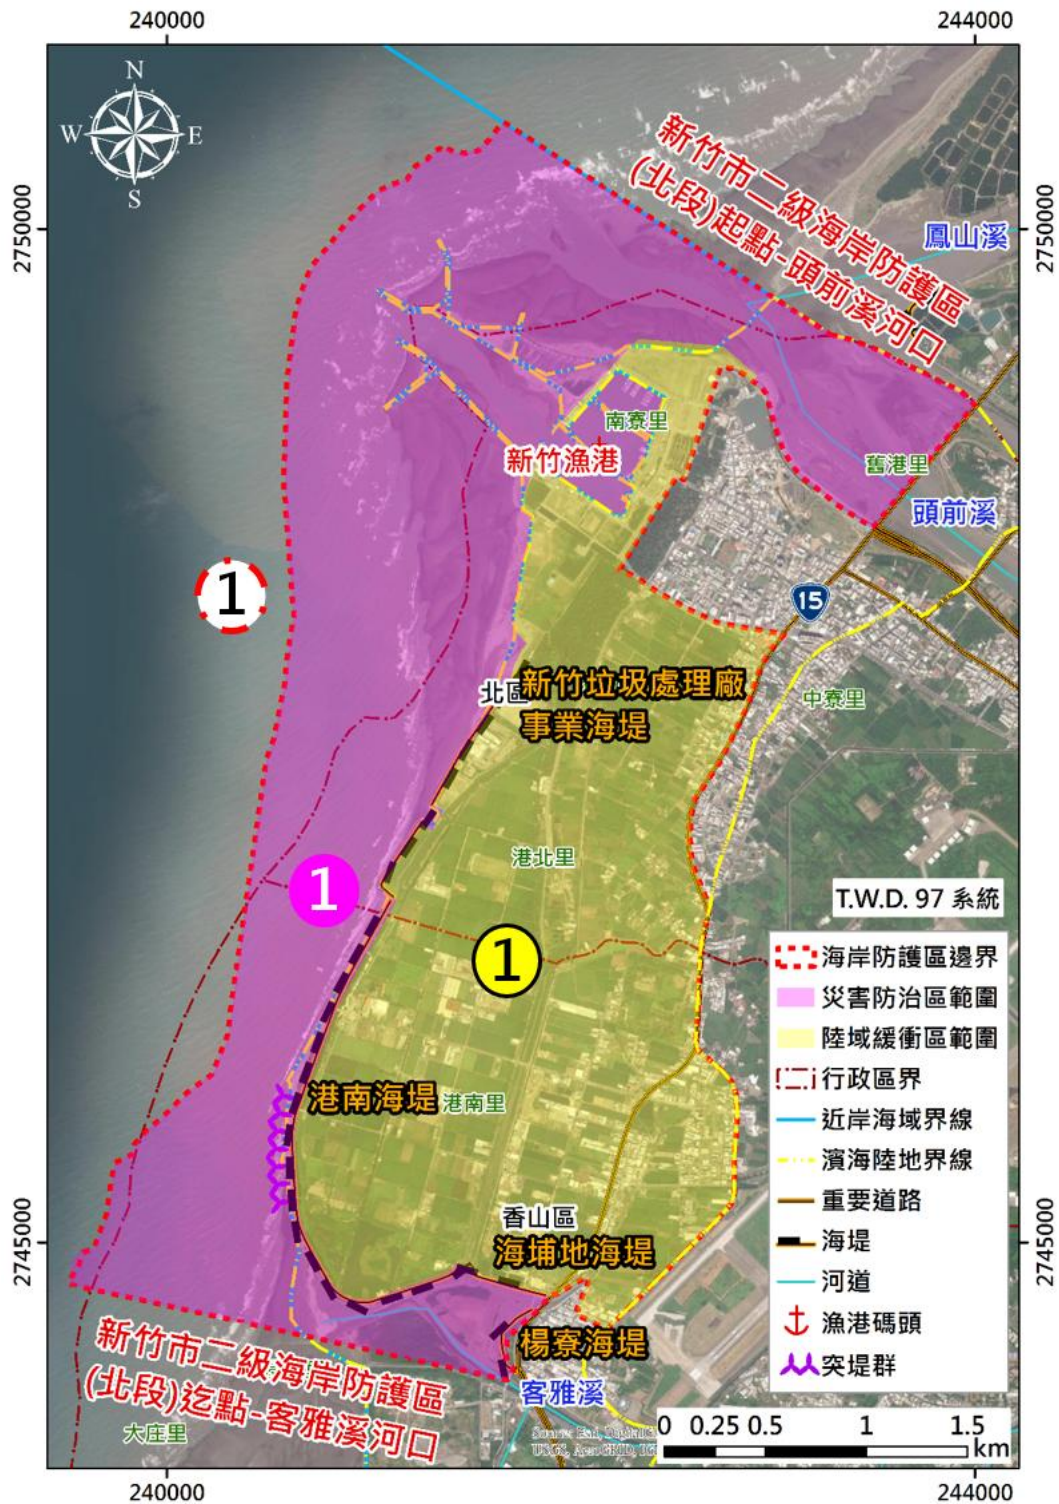 240000
244000
N
W
E
S
新竹市二級海岸防護區
(北段)起點-頭前溪河口
2750000
2750000
鳳山溪
南寮里
新竹漁港
舊港里
頭前溪
1
15
北區
新竹垃圾處理廠
事業海堤
中寮里
港北里
1
T.W.D. 97 系統
1
海岸防護區邊界
災害防治區範圍
陸域緩衝區範圍
行政區界
近岸海域界線
濱海陸地界線
重要道路
海堤
河道
漁港碼頭
突堤群
港南海堤
港南里
香山區
海埔地海堤
2745000
2745000
楊寮海堤
客雅溪
新竹市二級海岸防護區
(北段)迄點-客雅溪河口
大庄里
0 0.25 0.5 1 1.5
km
240000
244000